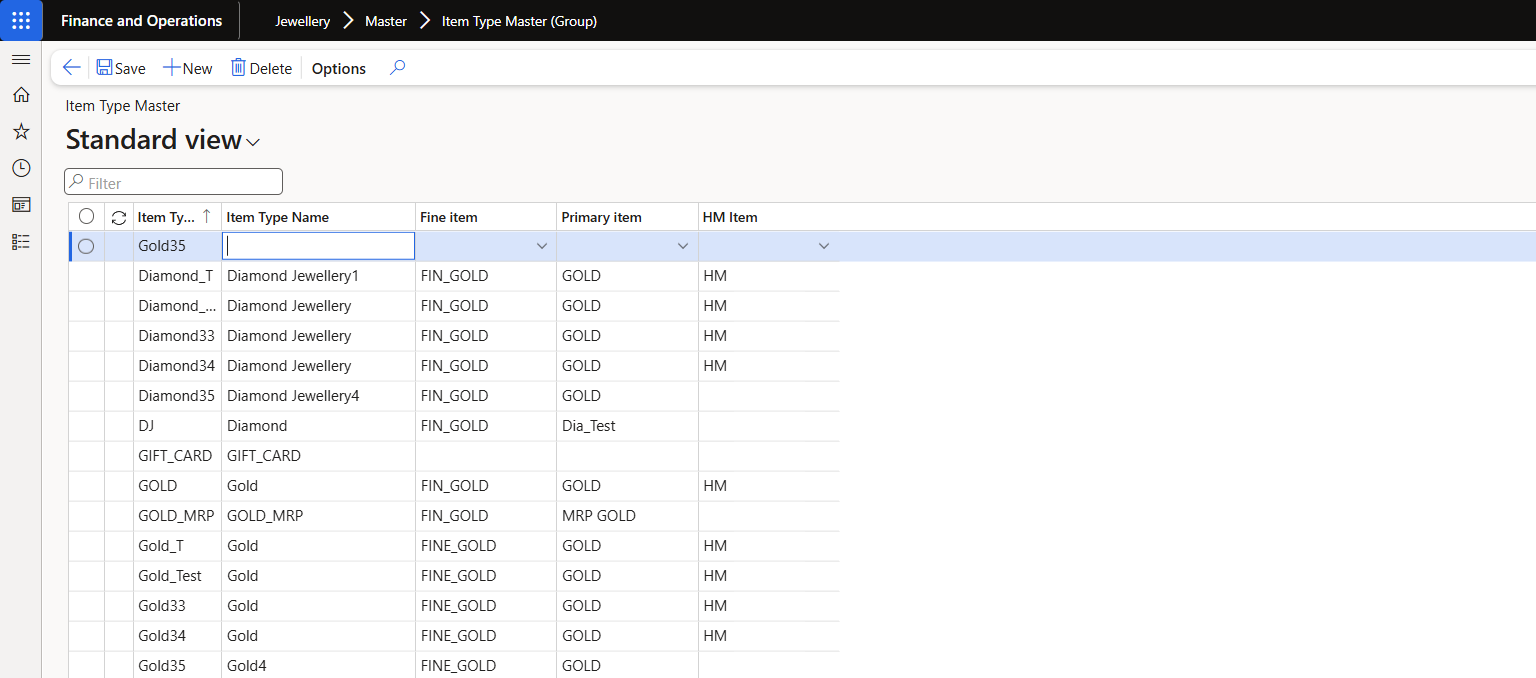 Finance and Operations Jewellery Master Item Type Master (Group)
Save New Delete Options
Item Type Master
Standard view
Filter
Item Ty... Item Type Name Fine item Primary item HM Item
Gold35
Diamond_T Diamond Jewellery1 FIN_GOLD GOLD HM
Diamond_... Diamond Jewellery FIN_GOLD GOLD HM
Diamond33 Diamond Jewellery FIN_GOLD GOLD HM
Diamond34 Diamond Jewellery FIN_GOLD GOLD HM
Diamond35 Diamond Jewellery4 FIN_GOLD GOLD
DJ Diamond FIN_GOLD Dia_Test
GIFT_CARD GIFT_CARD
GOLD Gold FIN_GOLD GOLD HM
GOLD_MRP GOLD_MRP FIN_GOLD MRP GOLD
Gold_T Gold FINE_GOLD GOLD HM
Gold_Test Gold FINE_GOLD GOLD HM
Gold33 Gold FINE_GOLD GOLD HM
Gold34 Gold FINE_GOLD GOLD HM
Gold35 Gold4 FINE_GOLD GOLD